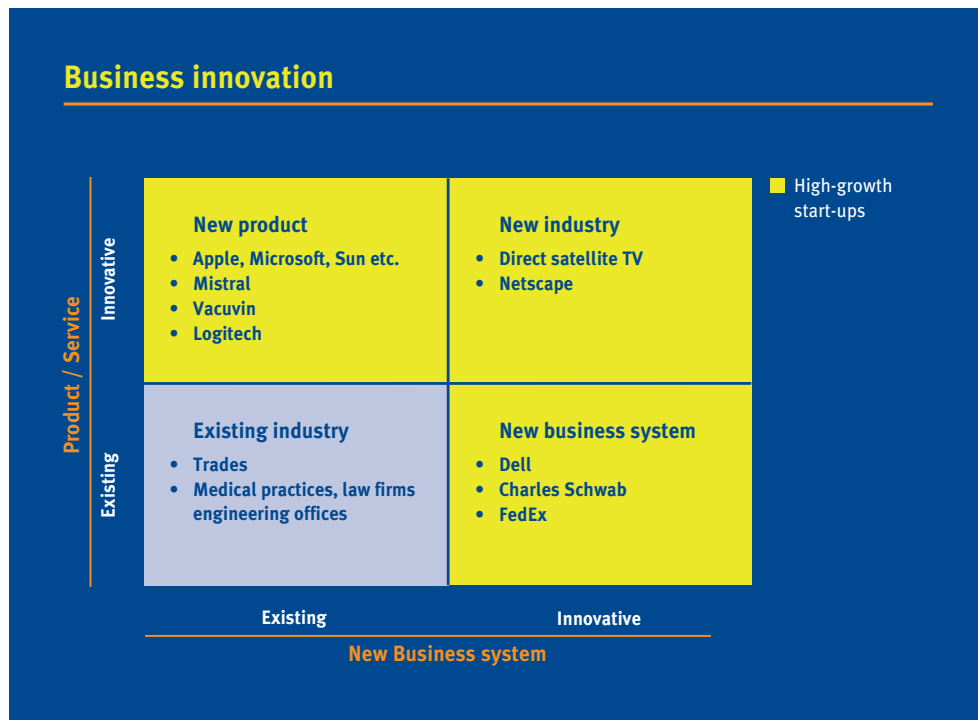 Business innovation
High-growth
start-ups
Product / Service
Innovative
Existing
New product
• Apple, Microsoft, Sun etc.
• Mistral
• Vacuvin
• Logitech
New industry
• Direct satellite TV
• Netscape
Existing industry
• Trades
• Medical practices, law firms
engineering offices
New business system
• Dell
• Charles Schwab
• FedEx
Existing
Innovative
New Business system